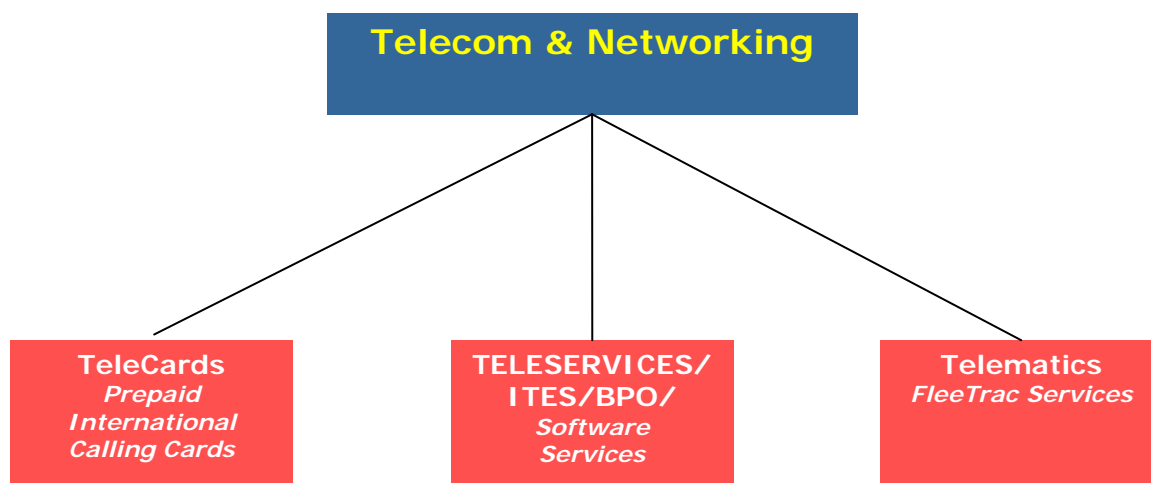 Telecom & Networking
TeleCards
Prepaid
International
Calling Cards
TELESERVICES/
ITES/BPO/
Software
Services
Telematics
FleeTrac Services